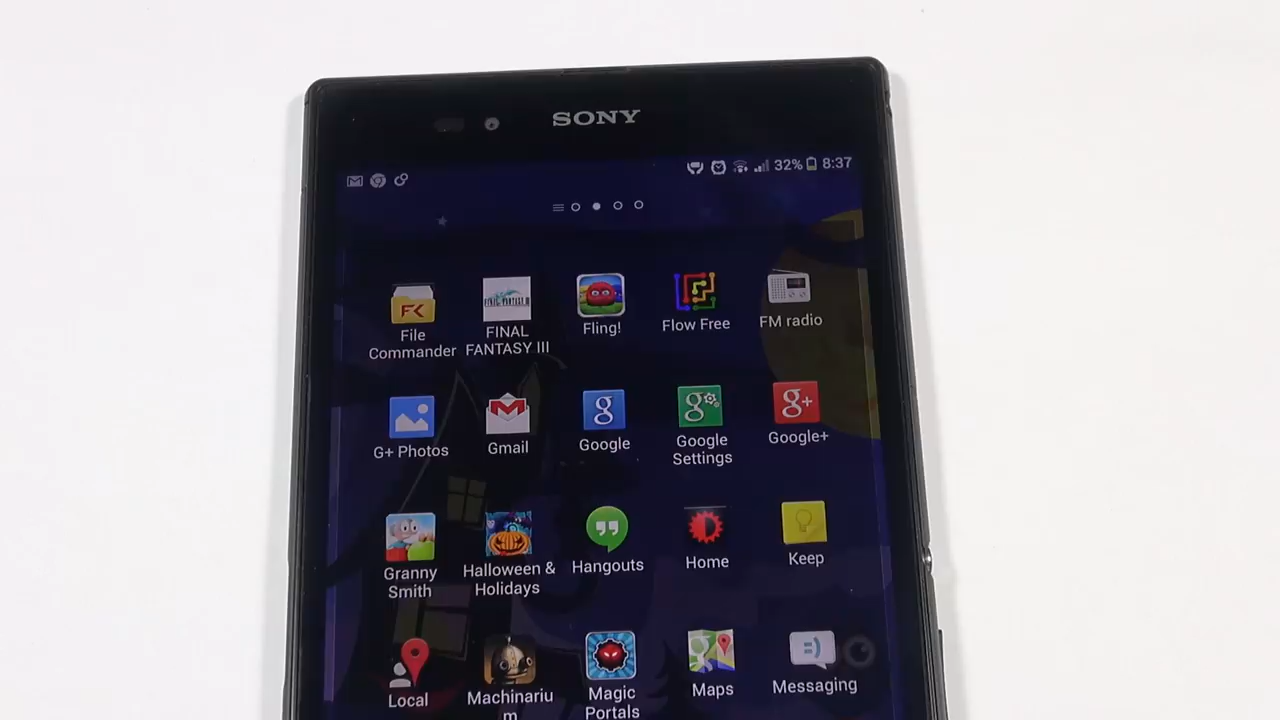 SONY
32% 8:37
File Commander
FINAL FANTASY III
Fling!
Flow Free
FM radio
G+ Photos
Gmail
Google
Google Settings
Google+
Granny Smith
Halloween & Holidays
Hangouts
Home
Keep
Local
Machinarium
Magic Portals
Maps
Messaging